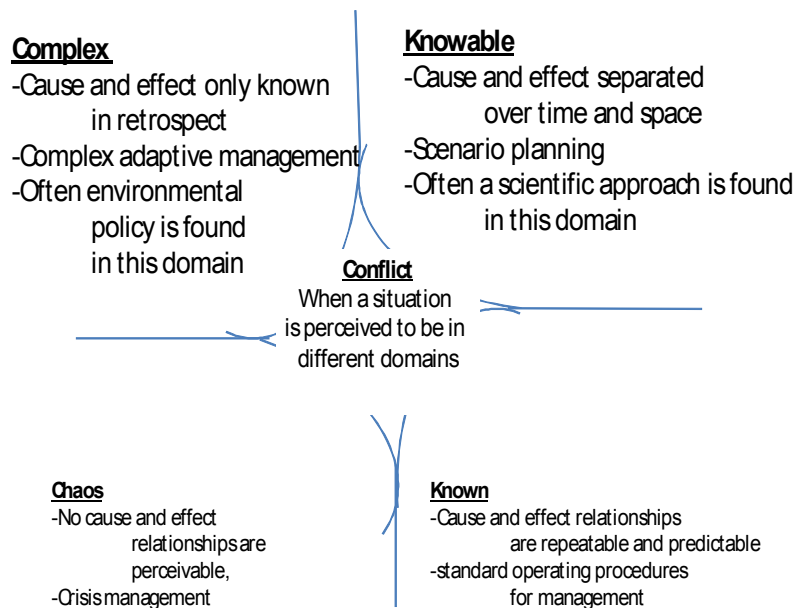 Complex
-Cause and effect only known
in retrospect
-Complex adaptive management
-Often environmental
policy is found
in this domain
Knowable
-Cause and effect separated
over time and space
-Scenario planning
-Often a scientific approach is found
in this domain
Conflict
When a situation
is perceived to be in
different domains
Chaos
-No cause and effect
relationships are
perceivable,
-Crisis management
Known
-Cause and effect relationships
are repeatable and predictable
-standard operating procedures
for management